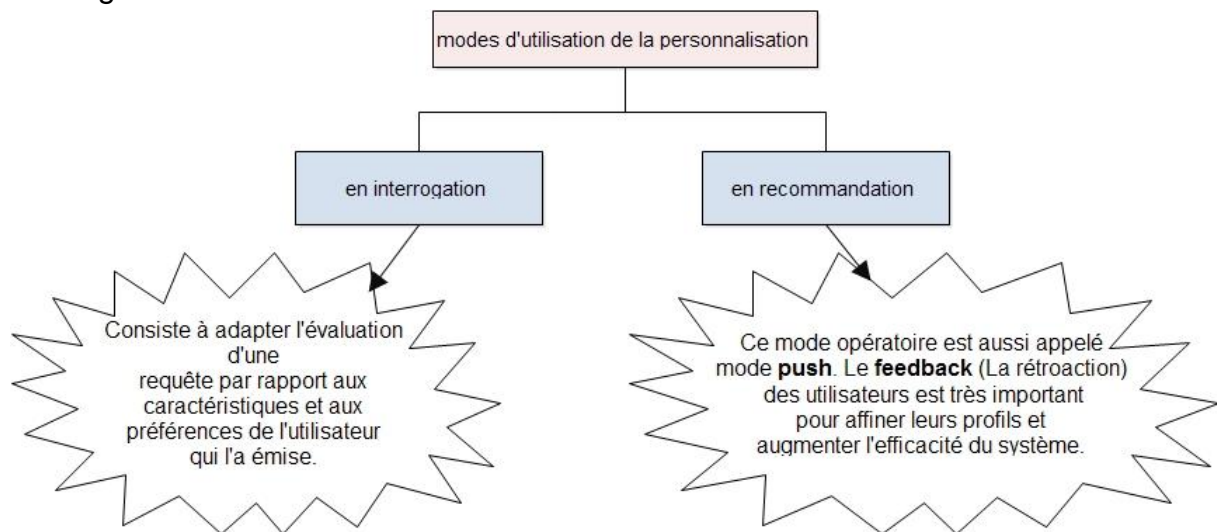 modes d'utilisation de la personnalisation
en interrogation
en recommandation
Consiste à adapter l'évaluation
d'une
requête par rapport aux
caractéristiques et aux
préférences de l'utilisateur
qui l'a émise.
Ce mode opératoire est aussi appelé
mode push. Le feedback (La rétroaction)
des utilisateurs est très important
pour affiner leurs profils et
augmenter l'efficacité du système.